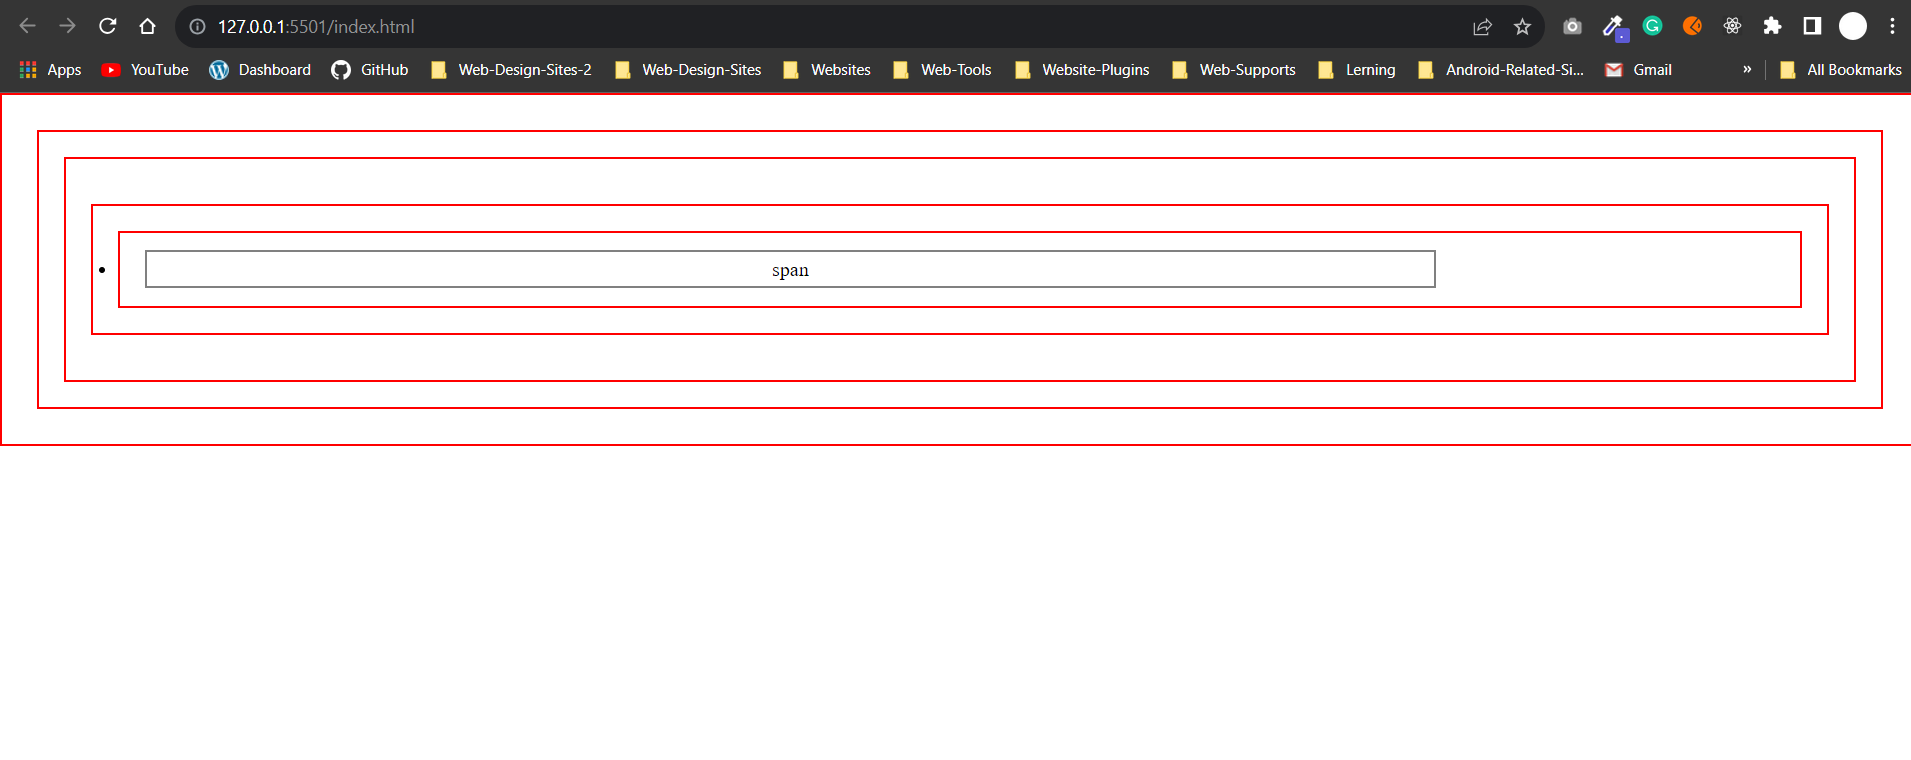 127.0.0.1:5501/index.html
Apps YouTube Dashboard GitHub Web-Design-Sites-2 Web-Design-Sites Websites Web-Tools Website-Plugins Web-Supports Lerning Android-Related-Si... Gmail » All Bookmarks
span